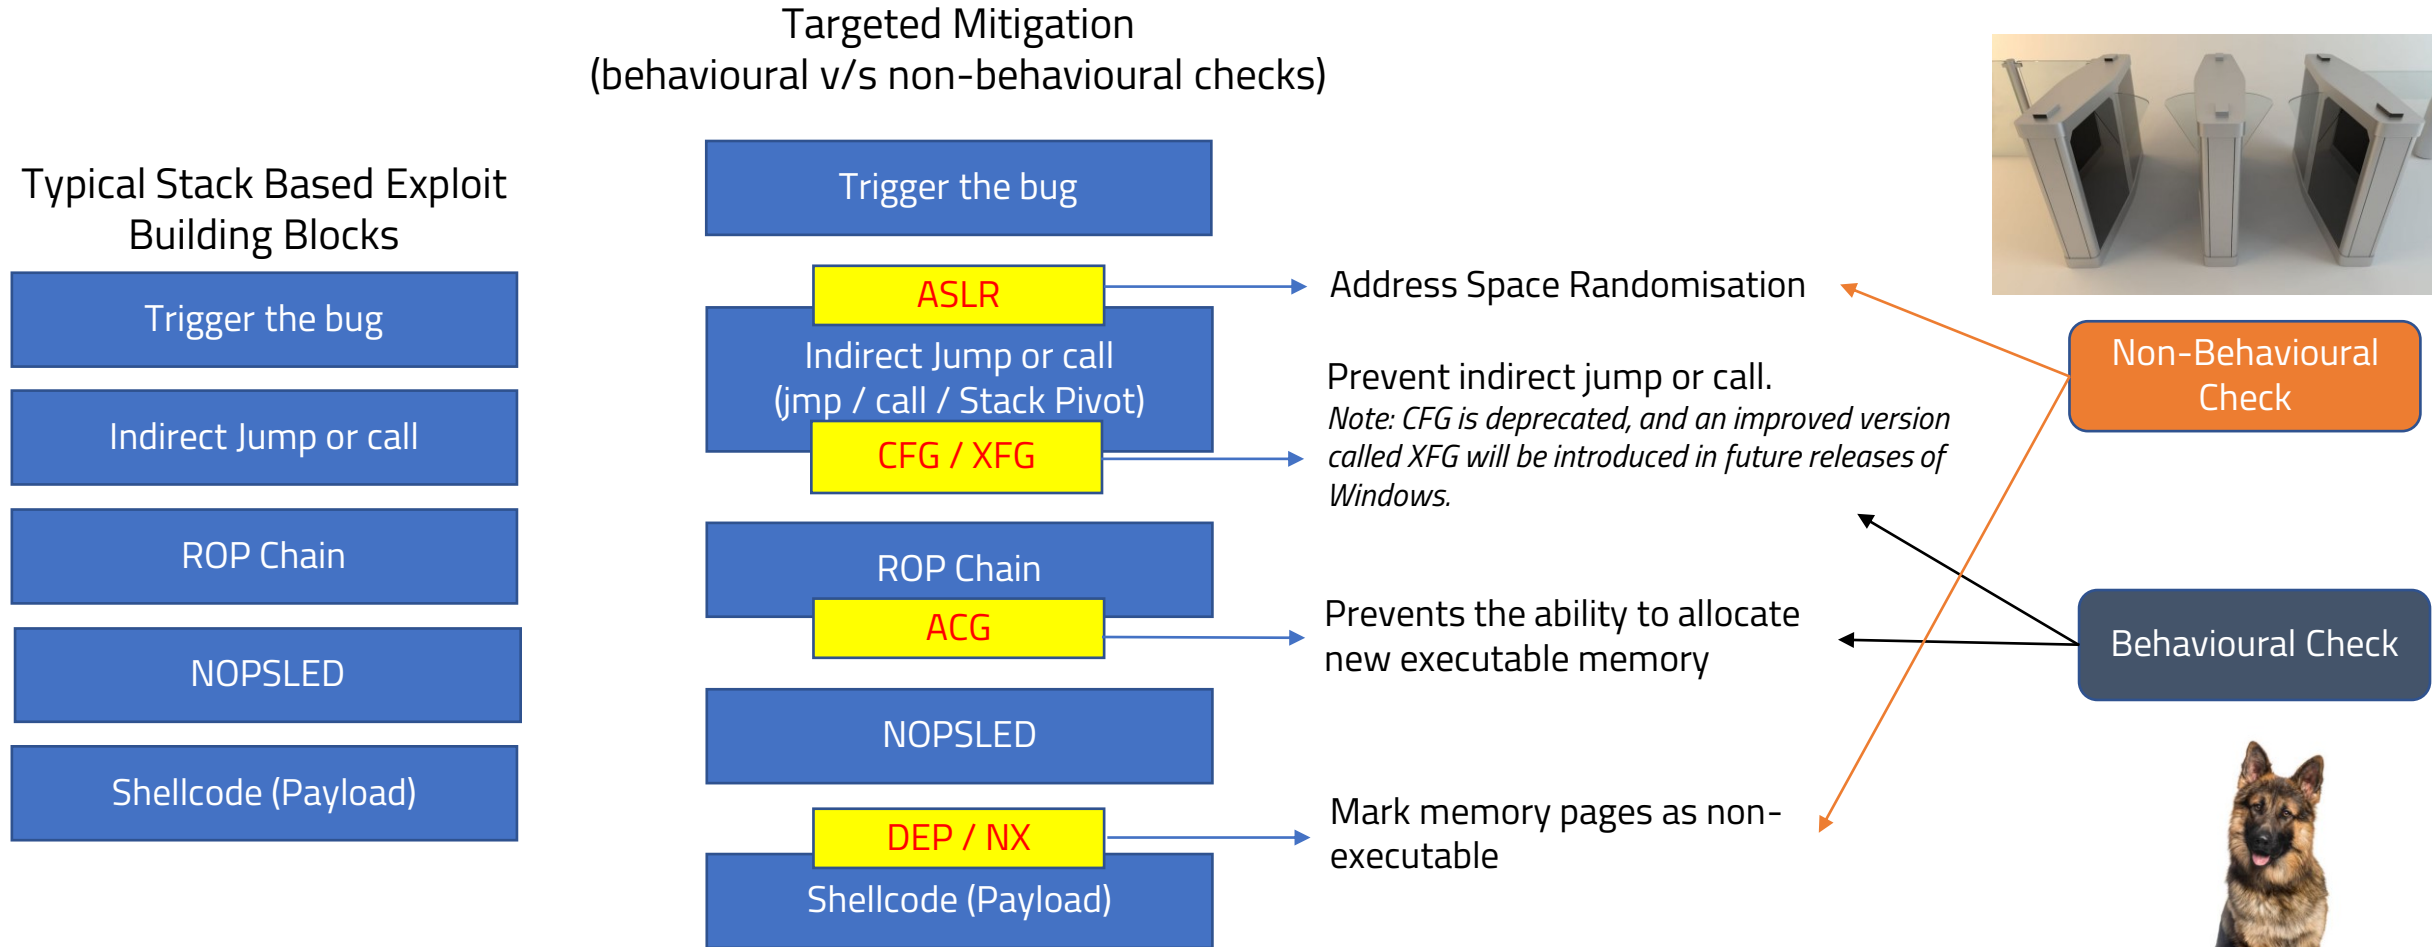 Targeted Mitigation
(behavioural v/s non-behavioural checks)
Typical Stack Based Exploit
Building Blocks
Trigger the bug
Indirect Jump or call
ROP Chain
NOPSLED
Shellcode (Payload)
Trigger the bug
ASLR
Indirect Jump or call
(jmp / call / Stack Pivot)
CFG / XFG
ROP Chain
ACG
NOPSLED
DEP / NX
Shellcode (Payload)
Address Space Randomisation
Prevent indirect jump or call.
Note: CFG is deprecated, and an improved version
called XFG will be introduced in future releases of
Windows.
Prevents the ability to allocate
new executable memory
Mark memory pages as non-
executable
Non-Behavioural
Check
Behavioural Check